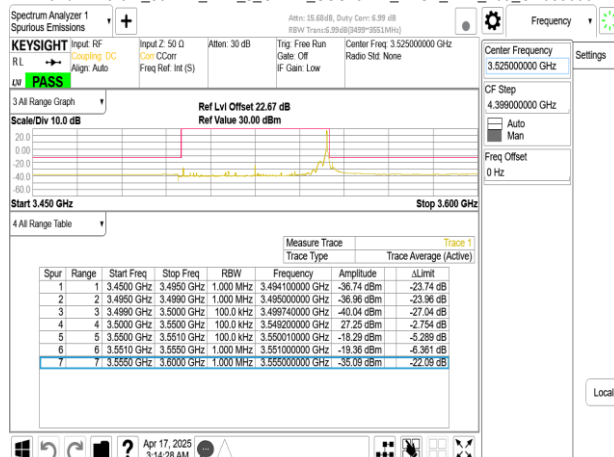 Spectrum Analyzer 1
Spurious Emissions
Attn: 15.68dB, Duty Corr: 6.99 dB
RBW Trans:6.99dB(3499~3551MHz)
Frequency
KEYSIGHT
Input: RF
Coupling: DC
Align: Auto
Input Z: 50 Ω
Corr CCorr
Freq Ref: Int (S)
Atten: 30 dB
Trig: Free Run
Gate: Off
IF Gain: Low
Center Freq: 3.525000000 GHz
Radio Std: None
RL
LXI PASS
Center Frequency
3.525000000 GHz
Settings
CF Step
4.399000000 GHz
Auto
Man
Freq Offset
0 Hz
3 All Range Graph
Scale/Div 10.0 dB
Ref Lvl Offset 22.67 dB
Ref Value 30.00 dBm
20.0
0.00
-20.0
-40.0
-60.0
Start 3.450 GHz
Stop 3.600 GHz
4 All Range Table
Measure Trace Trace 1
Trace Type Trace Average (Active)
Spur Range Start Freq Stop Freq RBW Frequency Amplitude ΔLimit
1 1 3.4500 GHz 3.4950 GHz 1.000 MHz 3.494100000 GHz -36.74 dBm -23.74 dB
2 2 3.4950 GHz 3.4990 GHz 1.000 MHz 3.495000000 GHz -36.96 dBm -23.96 dB
3 3 3.4990 GHz 3.5000 GHz 100.0 kHz 3.499740000 GHz -40.04 dBm -27.04 dB
4 4 3.5000 GHz 3.5500 GHz 100.0 kHz 3.549200000 GHz 27.25 dBm -2.754 dB
5 5 3.5500 GHz 3.5510 GHz 100.0 kHz 3.550010000 GHz -18.29 dBm -5.289 dB
6 6 3.5510 GHz 3.5550 GHz 1.000 MHz 3.551000000 GHz -19.36 dBm -6.361 dB
7 7 3.5550 GHz 3.6000 GHz 1.000 MHz 3.555000000 GHz -35.09 dBm -22.09 dB
Local
Apr 17, 2025
3:14:28 AM